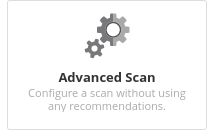 Advanced Scan
Configure a scan without using
any recommendations.